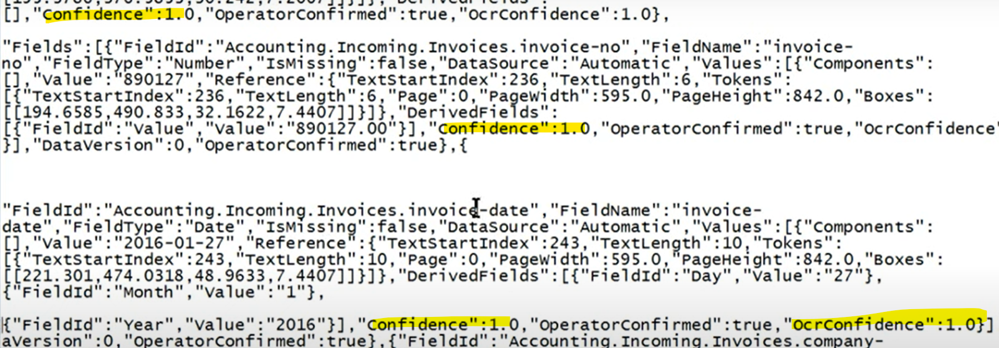 [],"Confidence":1.0,"OperatorConfirmed":true,"OcrConfidence":1.0},
"Fields":[{"FieldId":"Accounting.Incoming.Invoices.invoice-no","FieldName":"invoice-
no","FieldType":"Number","IsMissing":false,"DataSource":"Automatic","Values":[{"Components":
[],"Value":"890127","Reference":{"TextStartIndex":236,"TextLength":6,"Tokens":
[{"TextStartIndex":236,"TextLength":6,"Page":0,"PageWidth":595.0,"PageHeight":842.0,"Boxes":
[[194.6585,490.833,32.1622,7.4407]]}]},"DerivedFields":
[{"FieldId":"Value","Value":"890127.00"}],"Confidence":1.0,"OperatorConfirmed":true,"OcrConfidence"
}],"DataVersion":0,"OperatorConfirmed":true},{
"FieldId":"Accounting.Incoming.Invoices.invoice-date","FieldName":"invoice-
date","FieldType":"Date","IsMissing":false,"DataSource":"Automatic","Values":[{"Components":
[],"Value":"2016-01-27","Reference":{"TextStartIndex":243,"TextLength":10,"Tokens":
[{"TextStartIndex":243,"TextLength":10,"Page":0,"PageWidth":595.0,"PageHeight":842.0,"Boxes":
[[221.301,474.0318,48.9633,7.4407]]}]},"DerivedFields":[{"FieldId":"Day","Value":"27"},
{"FieldId":"Month","Value":"1"},
{"FieldId":"Year","Value":"2016"}],"Confidence":1.0,"OperatorConfirmed":true,"OcrConfidence":1.0}]
aVersion":0,"OperatorConfirmed":true},{"FieldId":"Accounting.Incoming.Invoices.company-